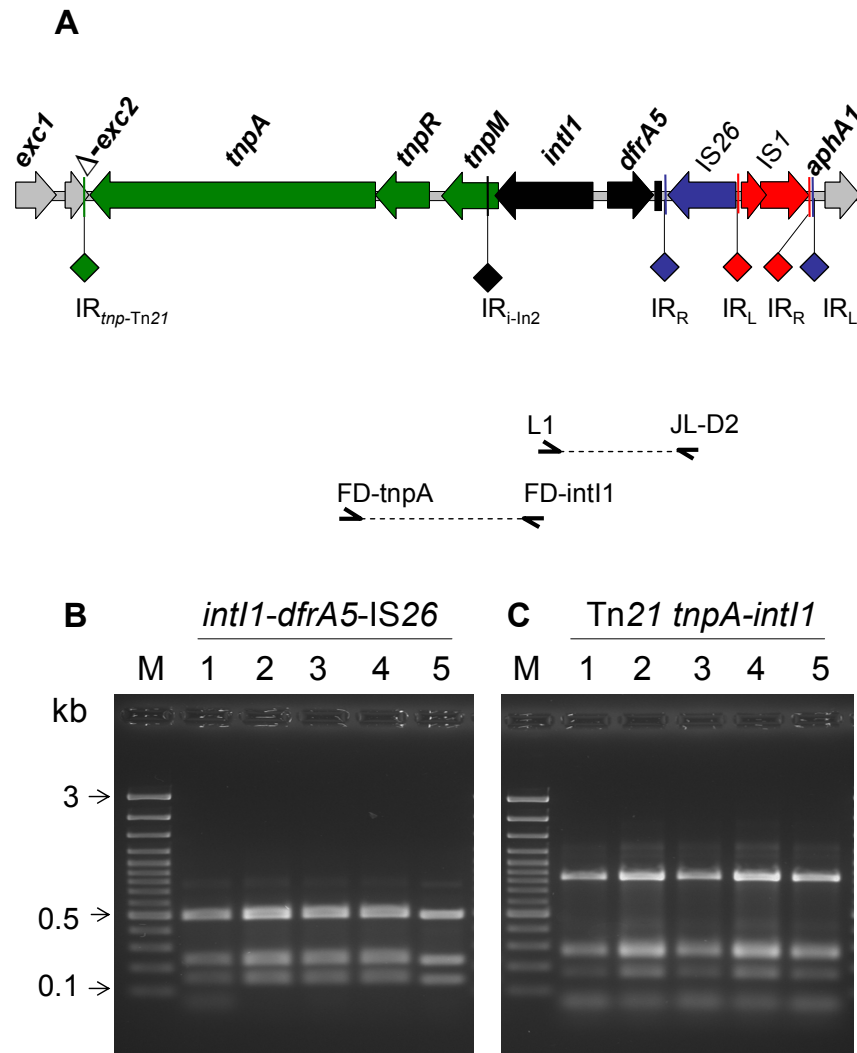 A
exc1 Δ-exc2 tnpA tnpR tnpM intI1 dfrA5 IS26 IS1 aphA1
IRtnp-Tn21 IRi-In2 IRR IRL IRR IRL
L1 JL-D2
FD-tnpA FD-intI1
B intI1-dfrA5-IS26 C Tn21 tnpA-intI1
M 1 2 3 4 5 M 1 2 3 4 5
kb
3
0.5
0.1